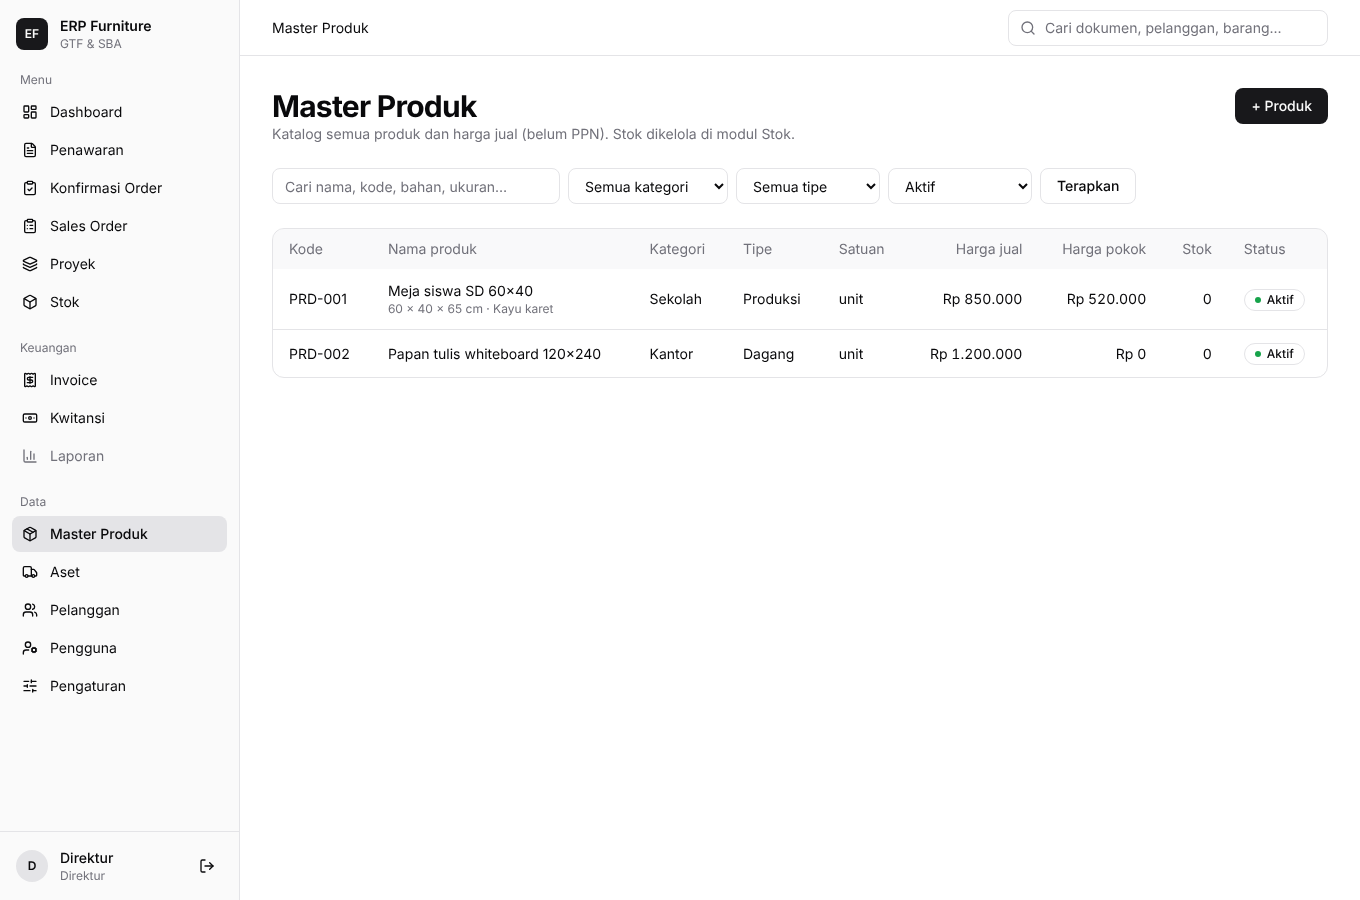 EF
ERP Furniture
GTF & SBA
Menu
Dashboard
Penawaran
Konfirmasi Order
Sales Order
Proyek
Stok
Keuangan
Invoice
Kwitansi
Laporan
Data
Master Produk
Aset
Pelanggan
Pengguna
Pengaturan
D
Direktur
Direktur
Master Produk
Cari dokumen, pelanggan, barang...
Master Produk
Katalog semua produk dan harga jual (belum PPN). Stok dikelola di modul Stok.
+ Produk
Cari nama, kode, bahan, ukuran... Semua kategori Semua tipe Aktif Terapkan
Kode Nama produk Kategori Tipe Satuan Harga jual Harga pokok Stok Status
PRD-001 Meja siswa SD 60×40 Sekolah Produksi unit Rp 850.000 Rp 520.000 0 Aktif
60 × 40 × 65 cm · Kayu karet
PRD-002 Papan tulis whiteboard 120×240 Kantor Dagang unit Rp 1.200.000 Rp 0 0 Aktif